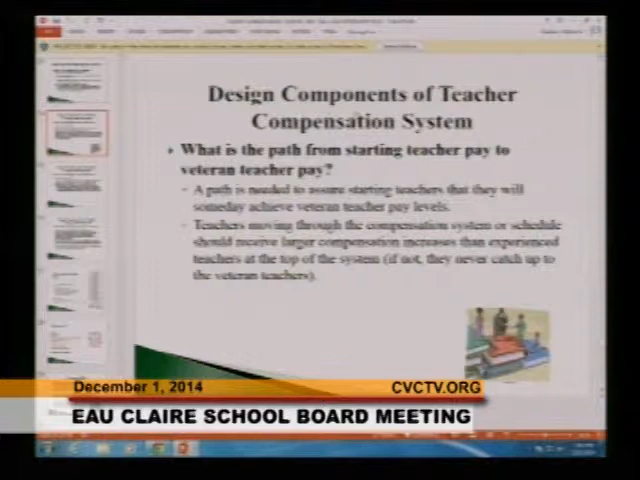 Design Components of Teacher
Compensation System
What is the path from starting teacher pay to
veteran teacher pay?
A path is needed to assure starting teachers that they will
someday achieve veteran teacher pay levels.
Teachers moving through the compensation system or schedule
should receive larger compensation increases than experienced
teachers at the top of the system (if not, they never catch up to
the veteran teachers).
December 1, 2014 CVCTV.ORG
EAU CLAIRE SCHOOL BOARD MEETING